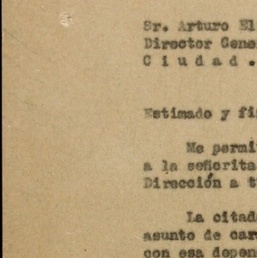 Sr. Arturo El
Director Gene
C i u d a d .
Estimado y fi
Me permi
a la señorita
Dirección a t
La citad
asunto de car
con esa depen